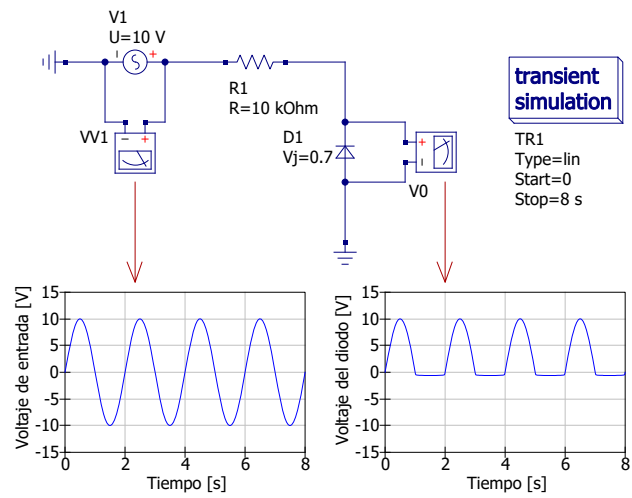 V1
U=10 V
R1
R=10 kOhm
VV1
D1
Vj=0.7
V0
transient
simulation
TR1
Type=lin
Start=0
Stop=8 s
Voltaje de entrada [V]
15
10
5
0
-5
-10
-15
0 2 4 6 8
Tiempo [s]
Voltaje del diodo [V]
15
10
5
0
-5
-10
-15
0 2 4 6 8
Tiempo [s]